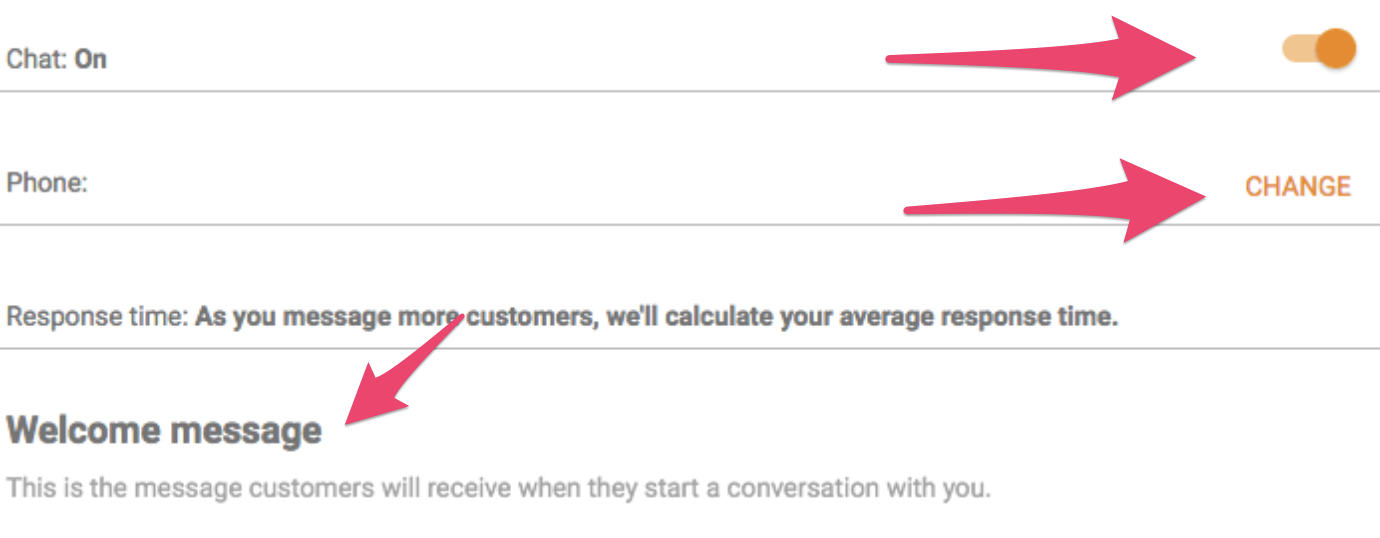 Chat: On
Phone:
CHANGE
Response time: As you message more customers, we'll calculate your average response time.
Welcome message
This is the message customers will receive when they start a conversation with you.